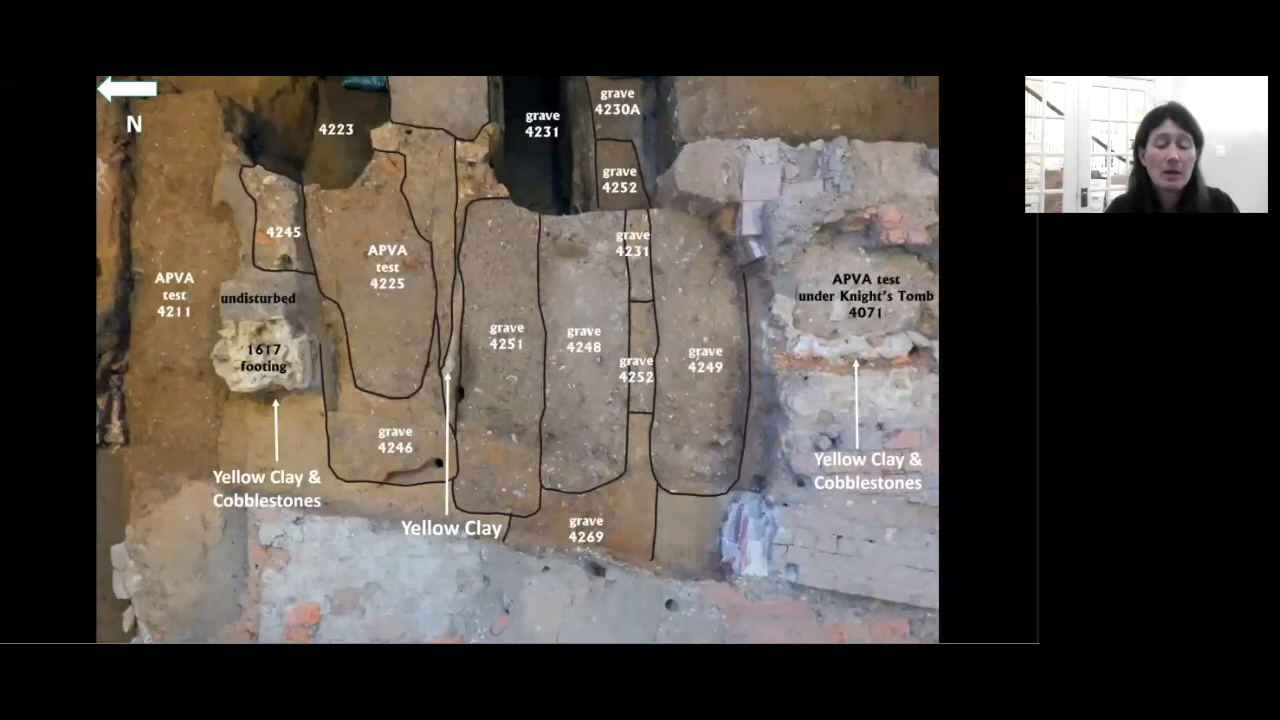 N
4223
grave
4231
grave
4230A
grave
4252
4245
APVA
test
4225
grave
4231
APVA
test
4211
undisturbed
APVA test
under Knight's Tomb
4071
1617
footing
grave
4251
grave
4248
grave
4252
grave
4249
grave
4246
Yellow Clay &
Cobblestones
Yellow Clay
grave
4269
Yellow Clay &
Cobblestones